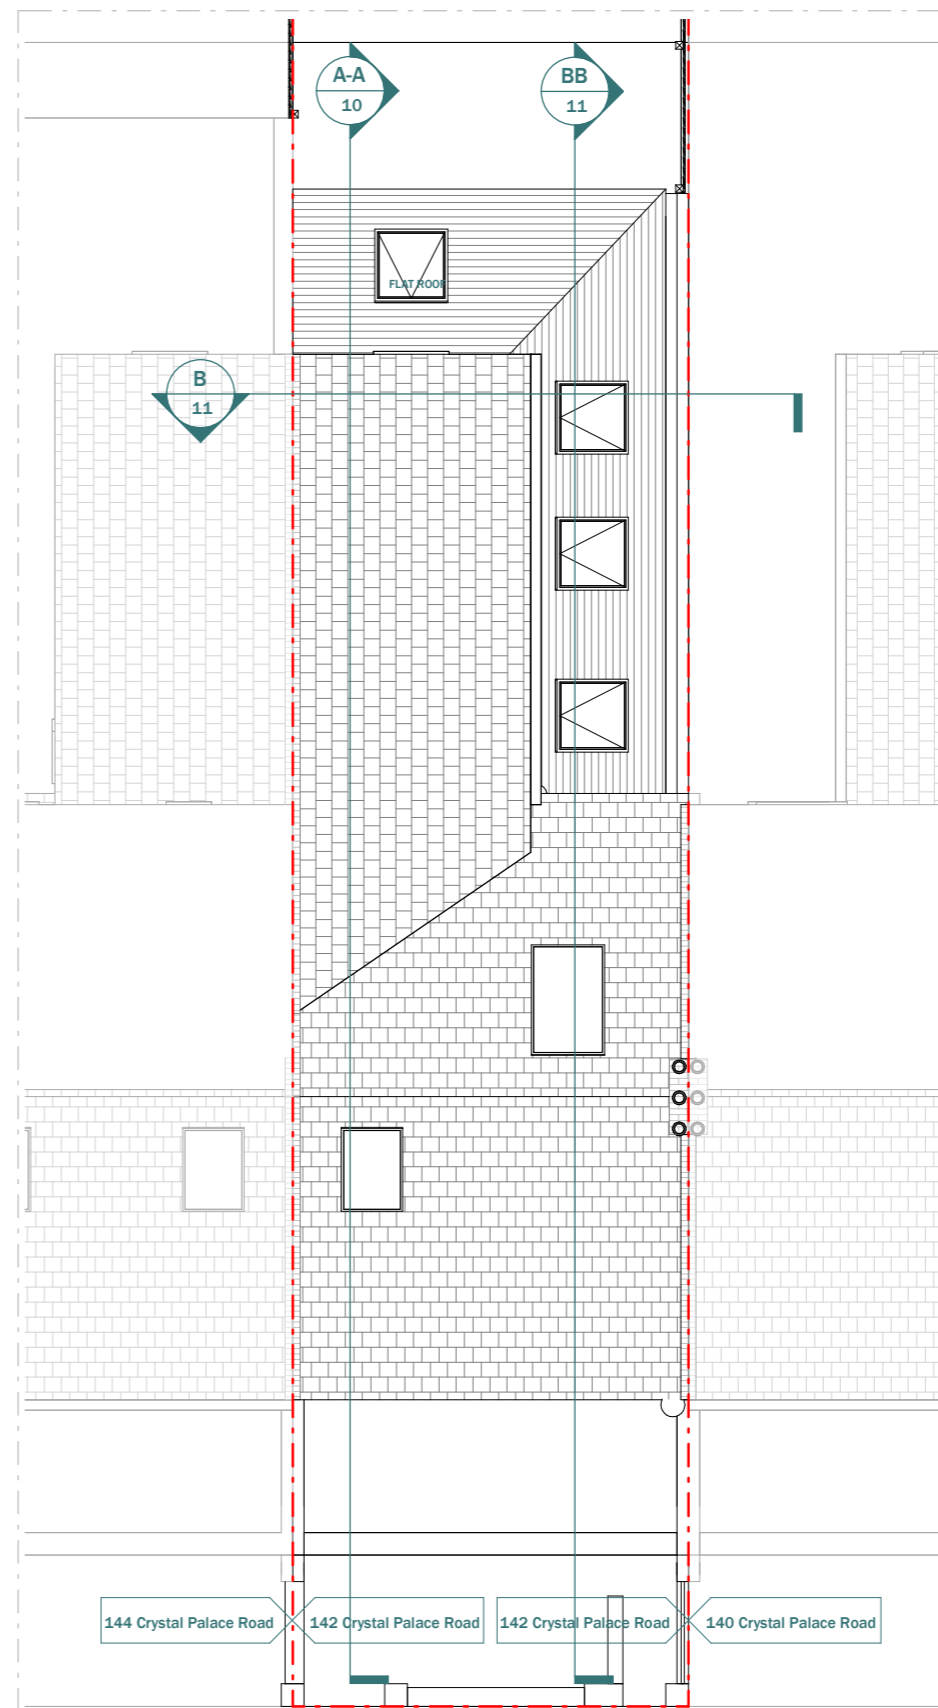 A-A
10
BB
11
FLAT ROOF
B
11
144 Crystal Palace Road
142 Crystal Palace Road
142 Crystal Palace Road
140 Crystal Palace Road